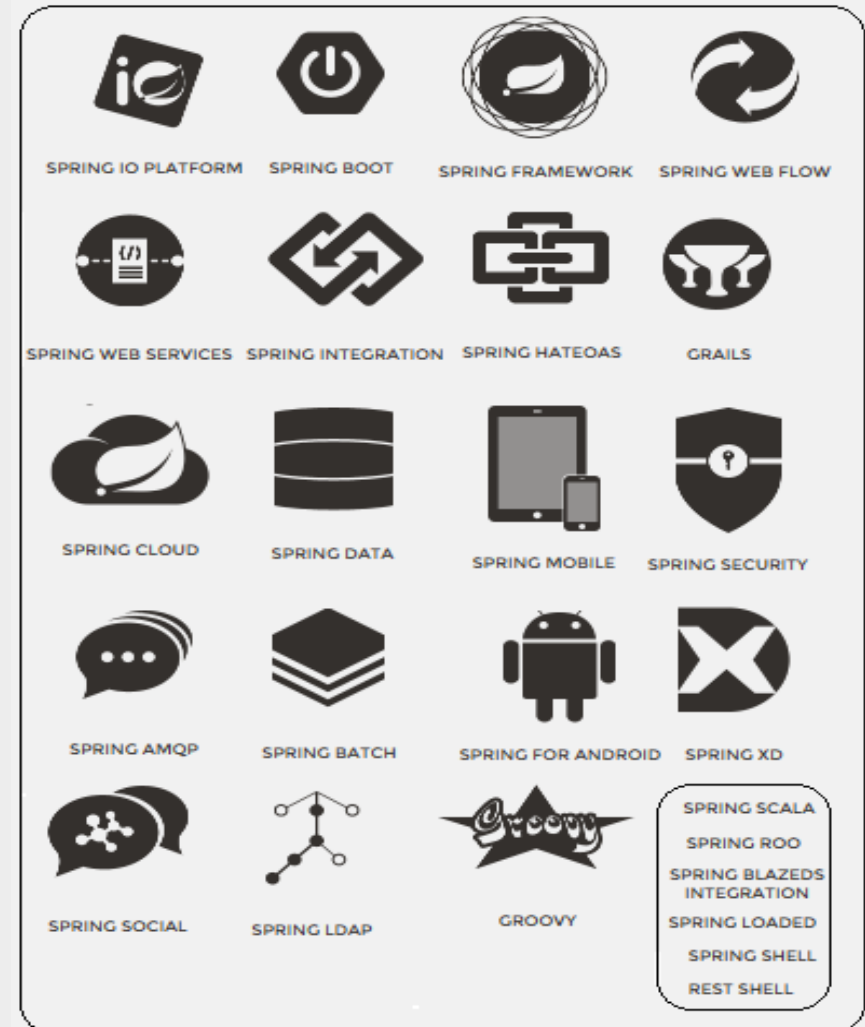 io
SPRING IO PLATFORM
SPRING BOOT
SPRING FRAMEWORK
SPRING WEB FLOW
</>
SPRING WEB SERVICES
SPRING INTEGRATION
SPRING HATEOAS
GRAILS
SPRING CLOUD
SPRING DATA
SPRING MOBILE
SPRING SECURITY
X
SPRING AMQP
SPRING BATCH
SPRING FOR ANDROID
SPRING XD
Groovy
SPRING SOCIAL
SPRING LDAP
GROOVY
SPRING SCALA
SPRING ROO
SPRING BLAZEDS
INTEGRATION
SPRING LOADED
SPRING SHELL
REST SHELL